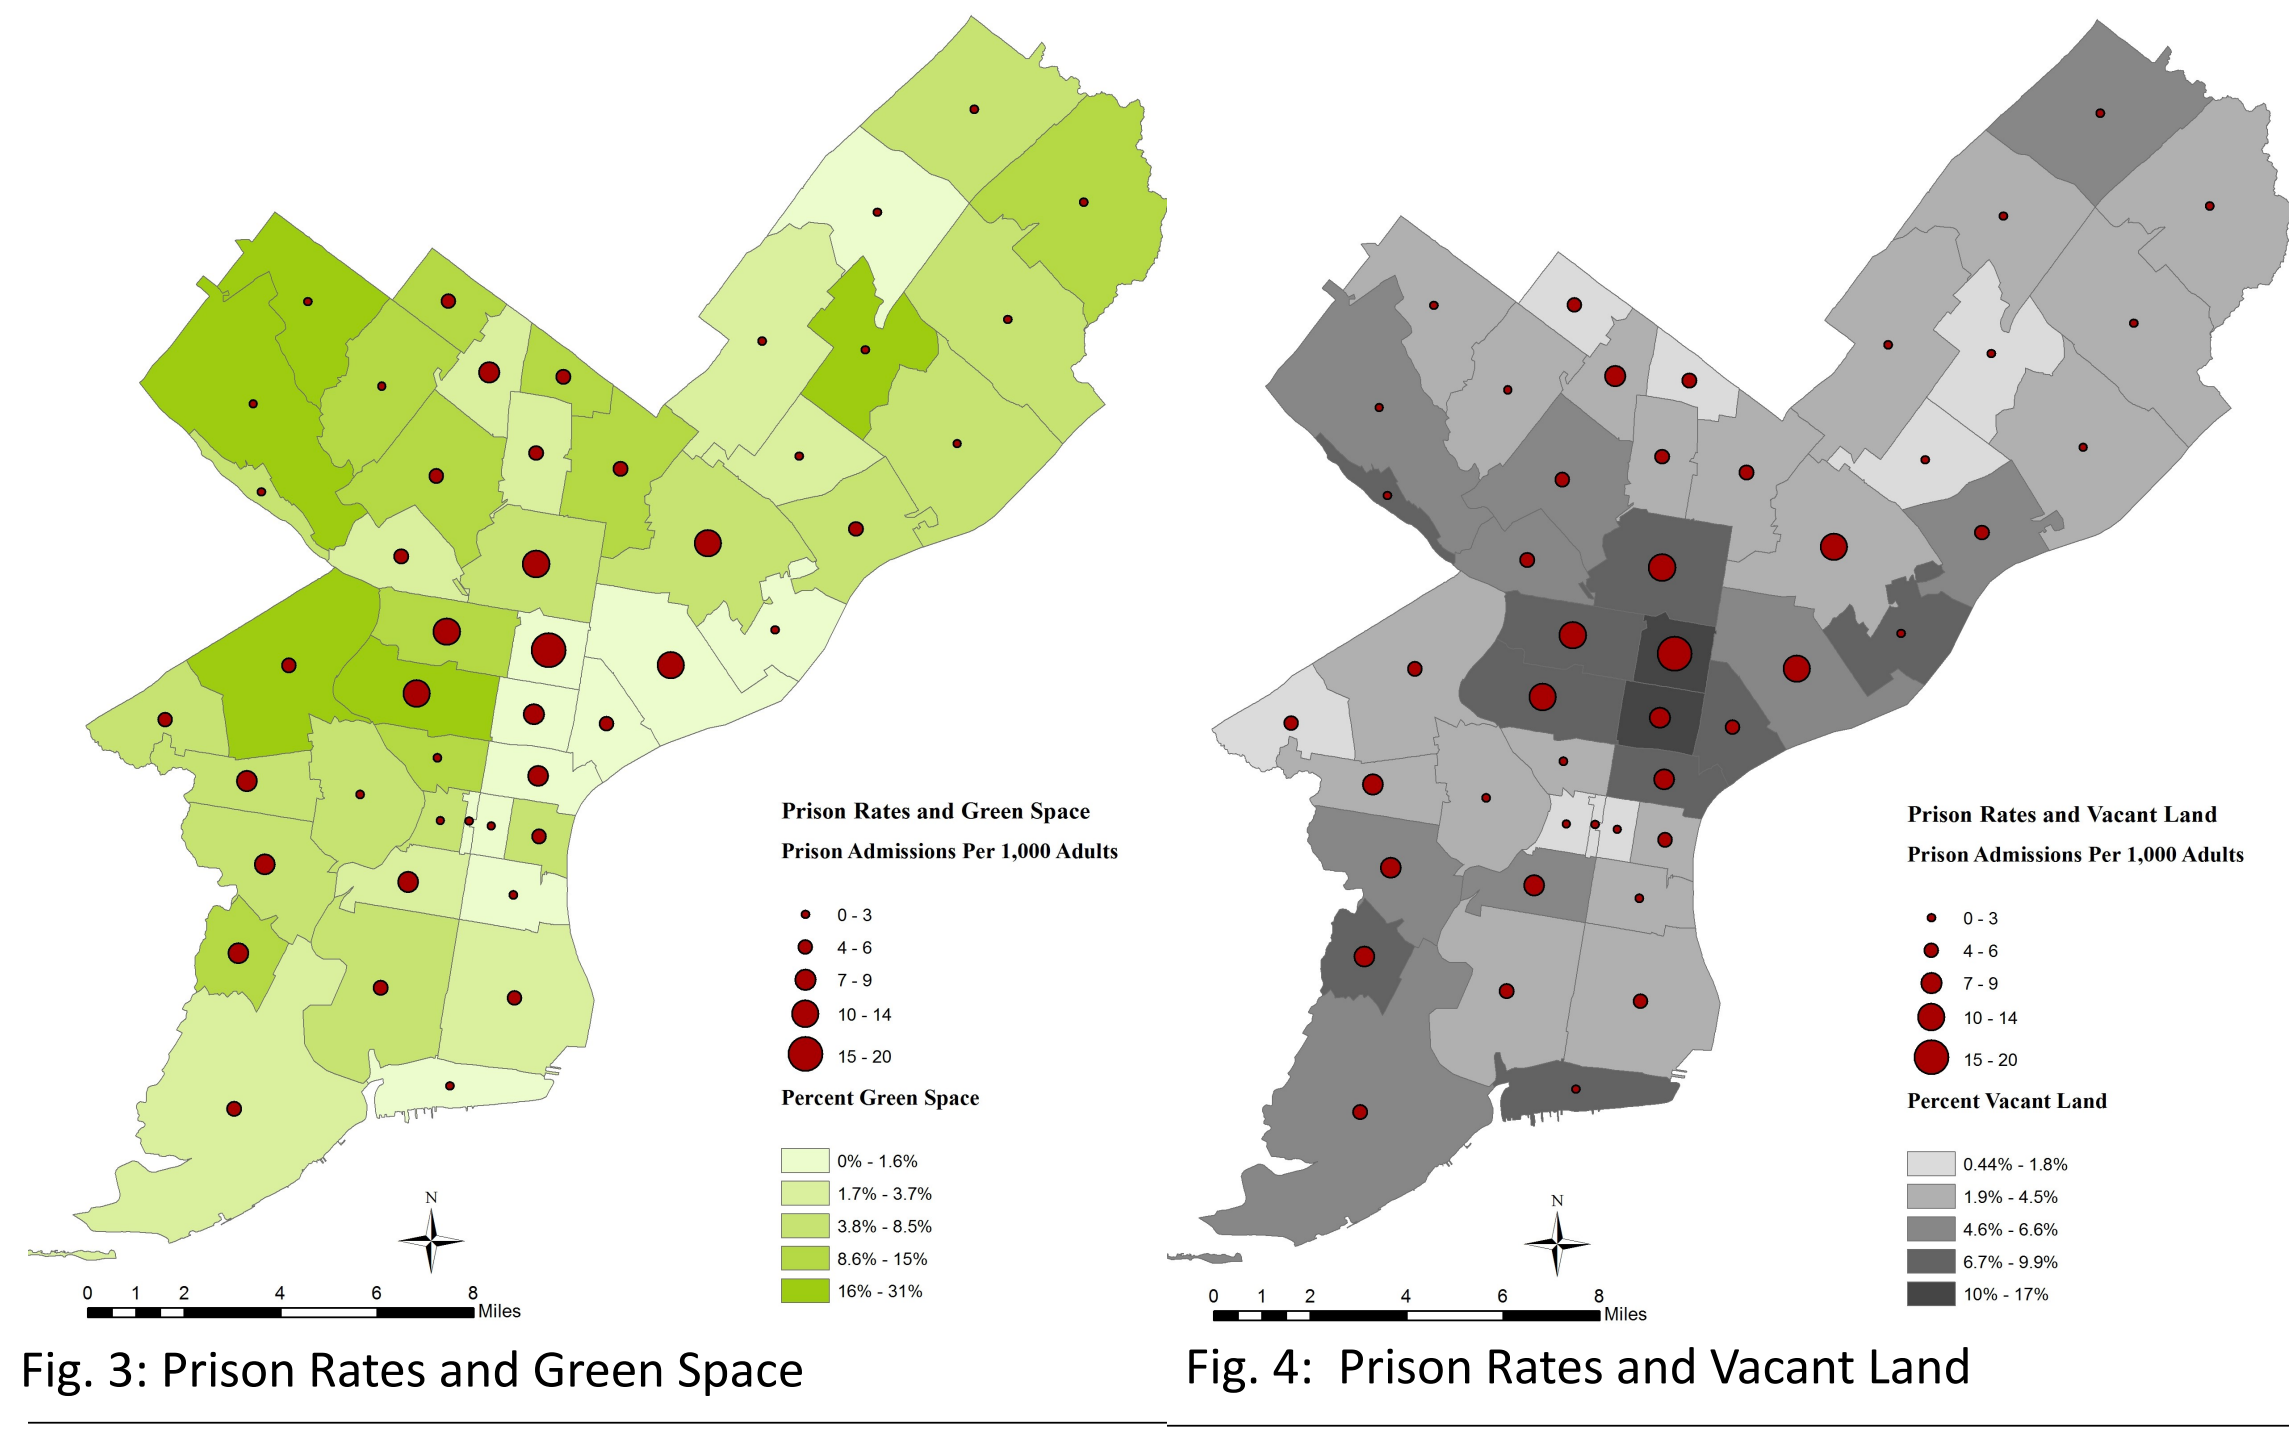 Prison Rates and Green Space
Prison Admissions Per 1,000 Adults
0 - 3
4 - 6
7 - 9
10 - 14
15 - 20
Percent Green Space
0% - 1.6%
1.7% - 3.7%
3.8% - 8.5%
8.6% - 15%
16% - 31%
N
0 1 2 4 6 8
Miles
Fig. 3: Prison Rates and Green Space
Prison Rates and Vacant Land
Prison Admissions Per 1,000 Adults
0 - 3
4 - 6
7 - 9
10 - 14
15 - 20
Percent Vacant Land
0.44% - 1.8%
1.9% - 4.5%
4.6% - 6.6%
6.7% - 9.9%
10% - 17%
N
0 1 2 4 6 8
Miles
Fig. 4: Prison Rates and Vacant Land